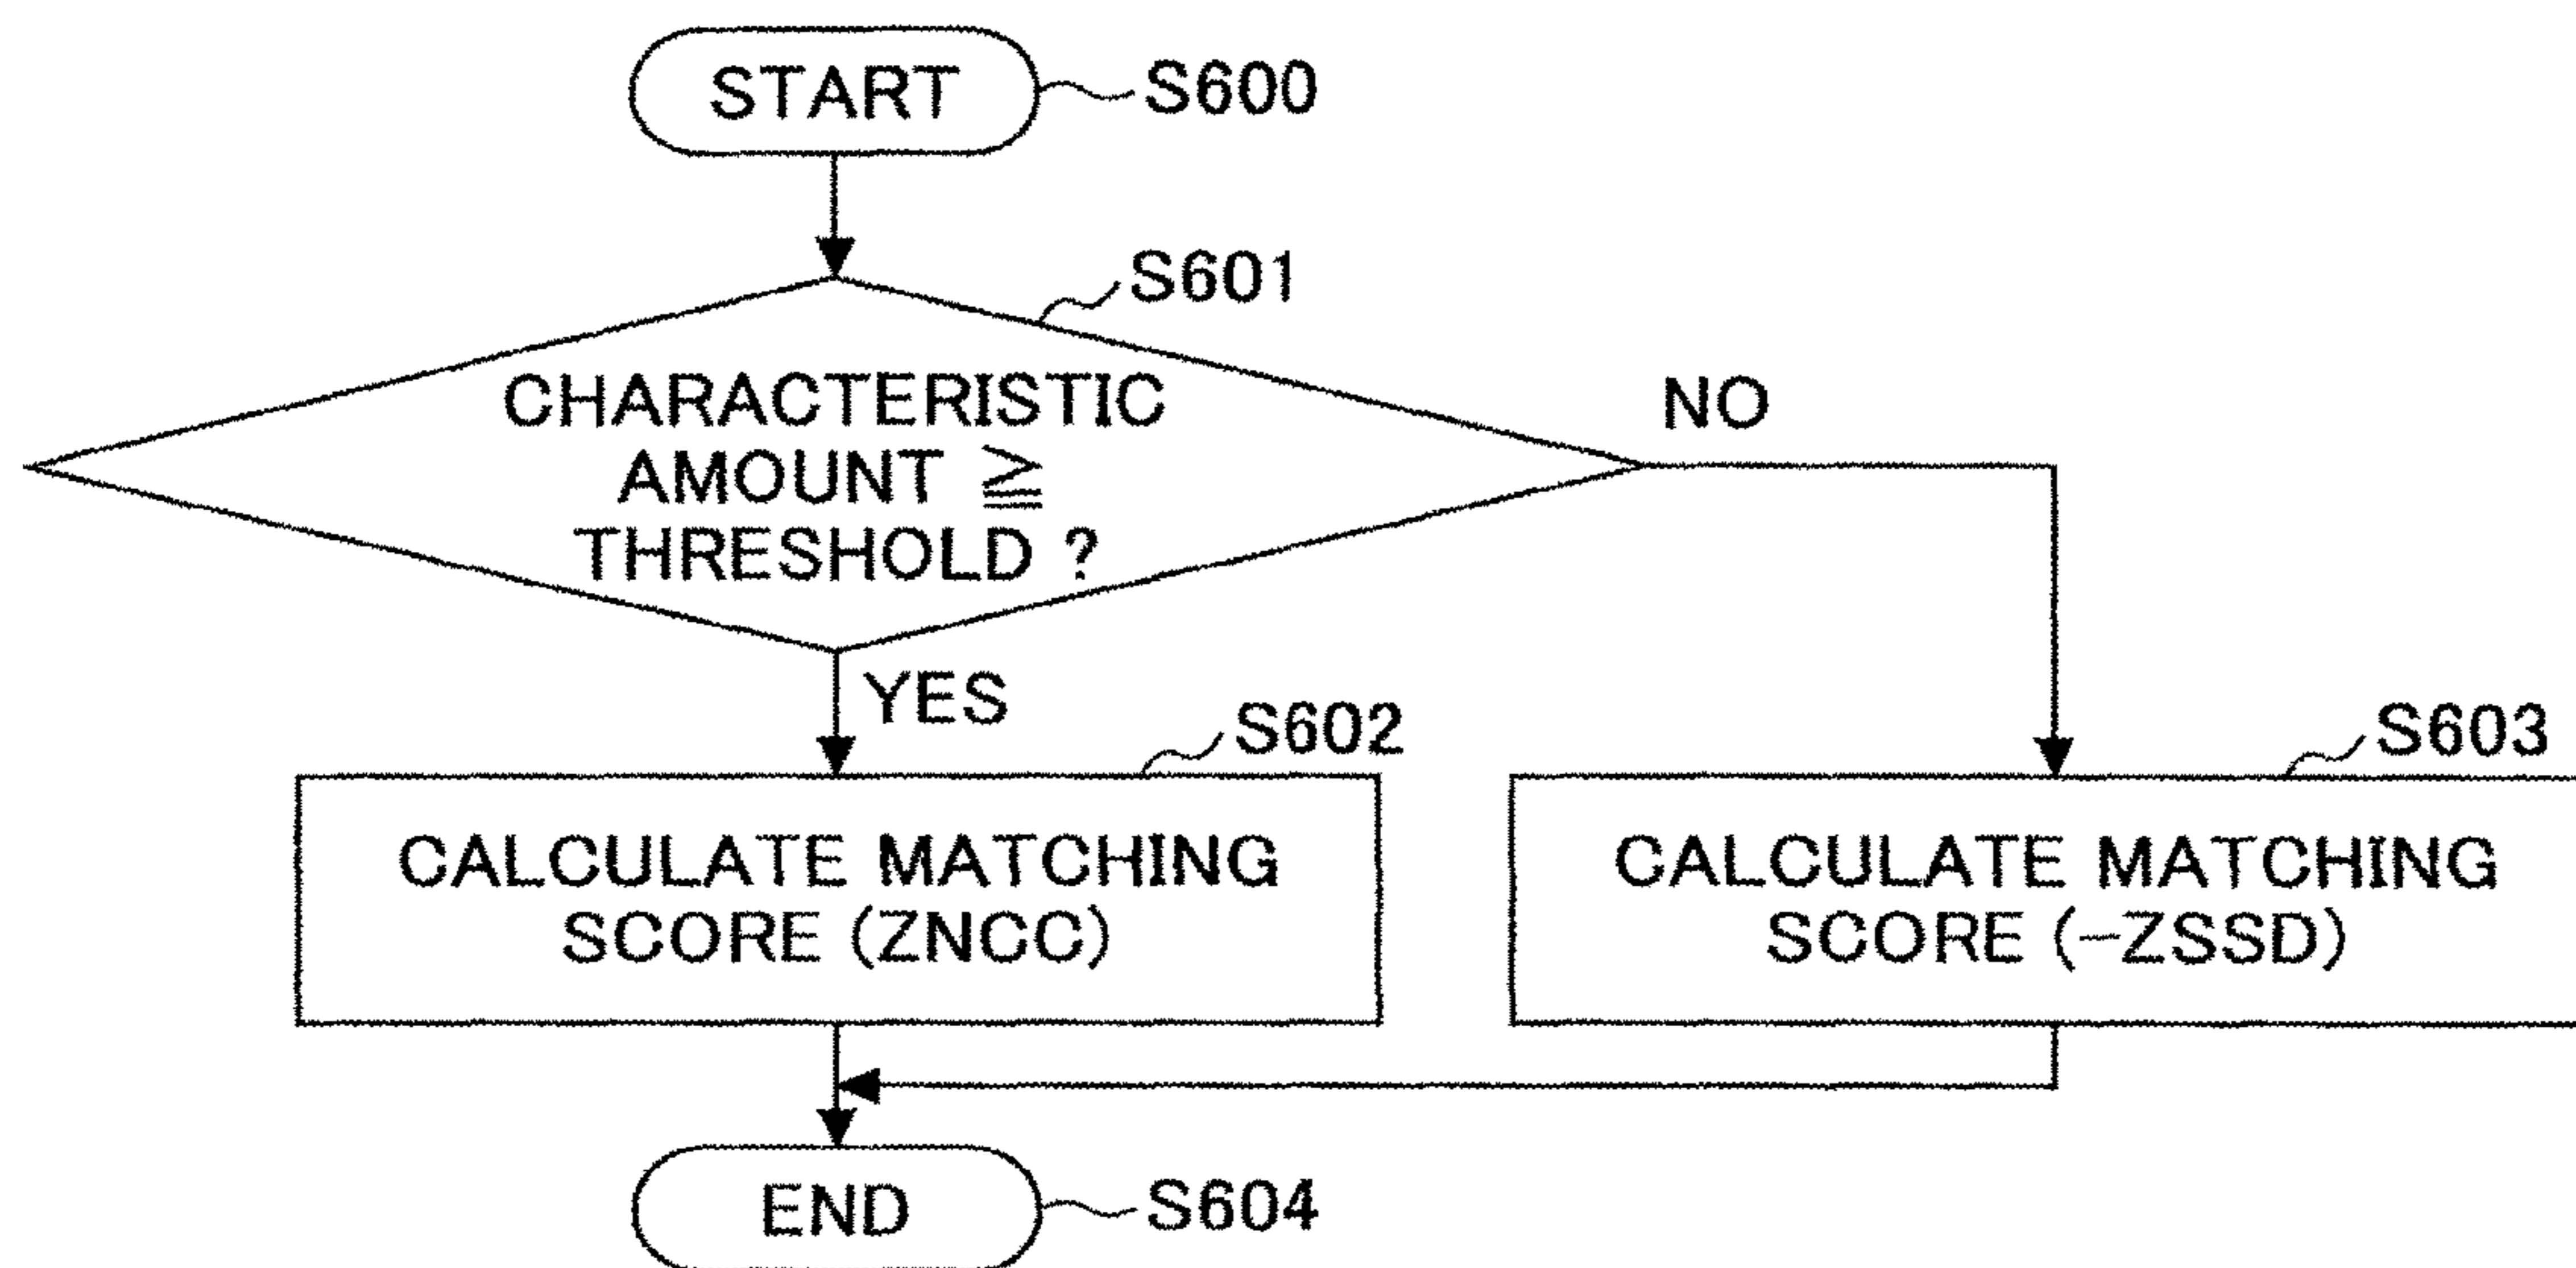 START
S600
S601
CHARACTERISTIC
AMOUNT ≧
THRESHOLD ?
NO
YES
S602
CALCULATE MATCHING
SCORE (ZNCC)
S603
CALCULATE MATCHING
SCORE (-ZSSD)
END
S604